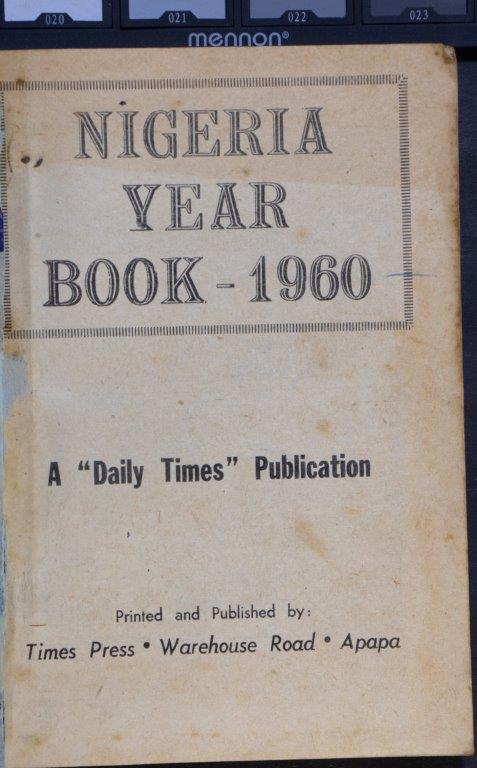 020 021 022 023
mennon®
NIGERIA
YEAR
BOOK - 1960
A "Daily Times" Publication
Printed and Published by:
Times Press • Warehouse Road • Apapa